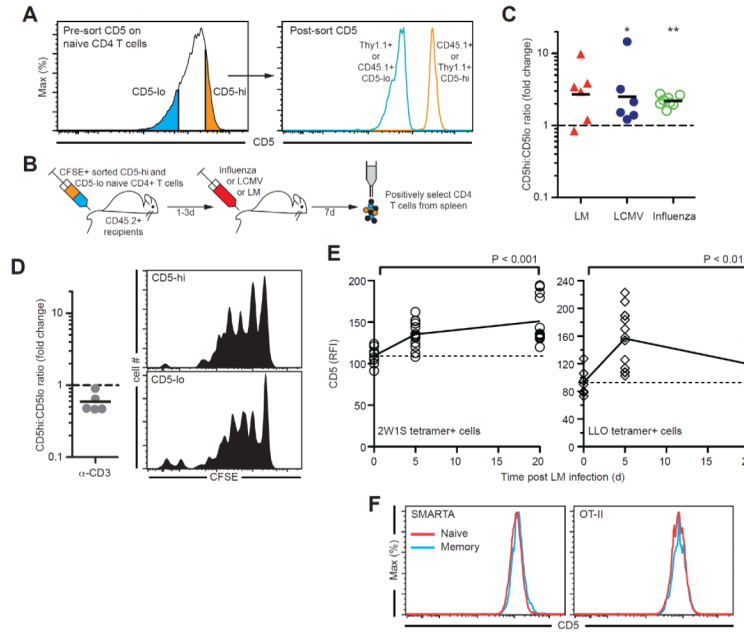 A
Pre-sort CD5 on
naive CD4 T cells
CD5-lo
CD5-hi
Max (%)
Post-sort CD5
Thy1.1+
or
CD45.1+
CD5-lo
CD45.1+
or
Thy1.1+
CD5-hi
CD5
B
CFSE+ sorted CD5-hi and
CD5-lo naive CD4+ T cells
CD45.2+
recipients
1-3d
Influenza
or LCMV
or LM
7d
Positively select CD4
T cells from spleen
C
CD5hi:CD5lo ratio (fold change)
10
1
0.1
*
**
LM
LCMV
Influenza
D
CD5hi:CD5lo ratio (fold change)
10
1
0.1
α-CD3
CD5-hi
CD5-lo
cell #
CFSE
E
P < 0.001
CD5 (RFI)
200
150
100
50
0
2W1S tetramer+ cells
0
5
10
15
20
P < 0.01
240
200
160
120
80
40
0
LLO tetramer+ cells
0
5
10
15
Time post LM infection (d)
F
SMARTA
Naive
Memory
OT-II
Max (%)
CD5